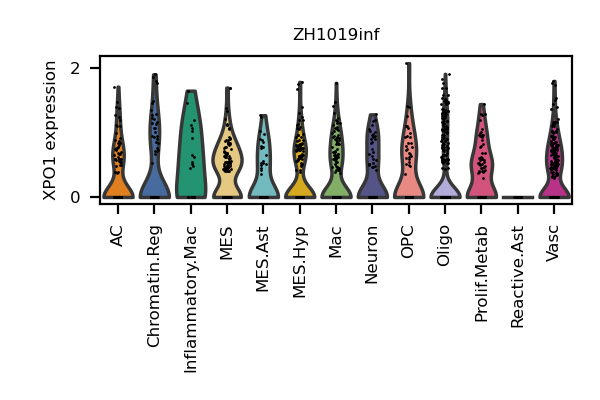 ZH1019inf
XPO1 expression
2
0
AC
Chromatin.Reg
Inflammatory.Mac
MES
MES.Ast
MES.Hyp
Mac
Neuron
OPC
Oligo
Prolif.Metab
Reactive.Ast
Vasc